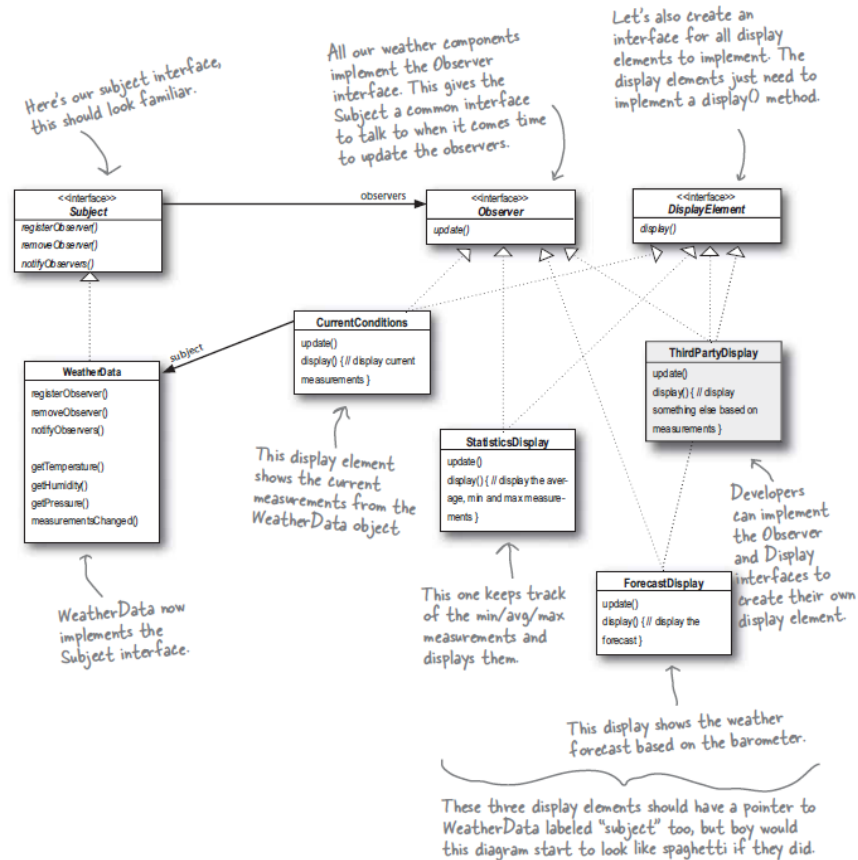 Here's our subject interface,
this should look familiar.
All our weather components
implement the Observer
interface. This gives the
Subject a common interface
to talk to when it comes time
to update the observers.
Let's also create an
interface for all display
elements to implement. The
display elements just need to
implement a display() method.
<<interface>>
Subject
registerObserver()
removeObserver()
notifyObservers()
observers
<<interface>>
Observer
update()
<<interface>>
DisplayElement
display()
subject
WeatherData
registerObserver()
removeObserver()
notifyObservers()
getTemperature()
getHumidity()
getPressure()
measurementsChanged()
CurrentConditions
update()
display() { // display current
measurements }
ThirdPartyDisplay
update()
display() { // display
something else based on
measurements }
StatisticsDisplay
update()
display() { // display the aver-
age, min and max measure-
ments }
ForecastDisplay
update()
display() { // display the
forecast }
WeatherData now
implements the
Subject interface.
This display element
shows the current
measurements from the
WeatherData object
This one keeps track
of the min/avg/max
measurements and
displays them.
Developers
can implement
the Observer
and Display
interfaces to
create their own
display element.
This display shows the weather
forecast based on the barometer.
These three display elements should have a pointer to
WeatherData labeled "subject" too, but boy would
this diagram start to look like spaghetti if they did.